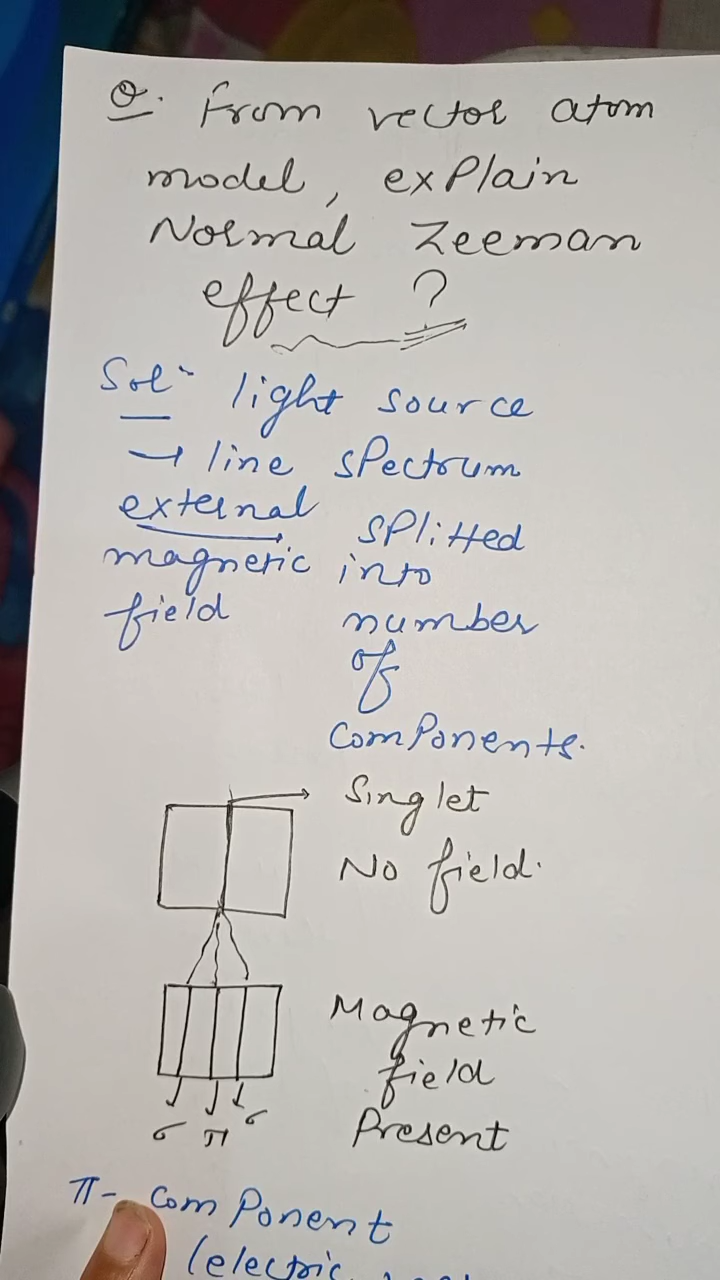 Q. From vector atom
model, explain
Normal Zeeman
effect ?
Sol- light source
→ line spectrum
external splitted
magnetic into
field number
of
components.
Singlet
No field.
Magnetic
field
Present
σ π σ
π- component
(electric